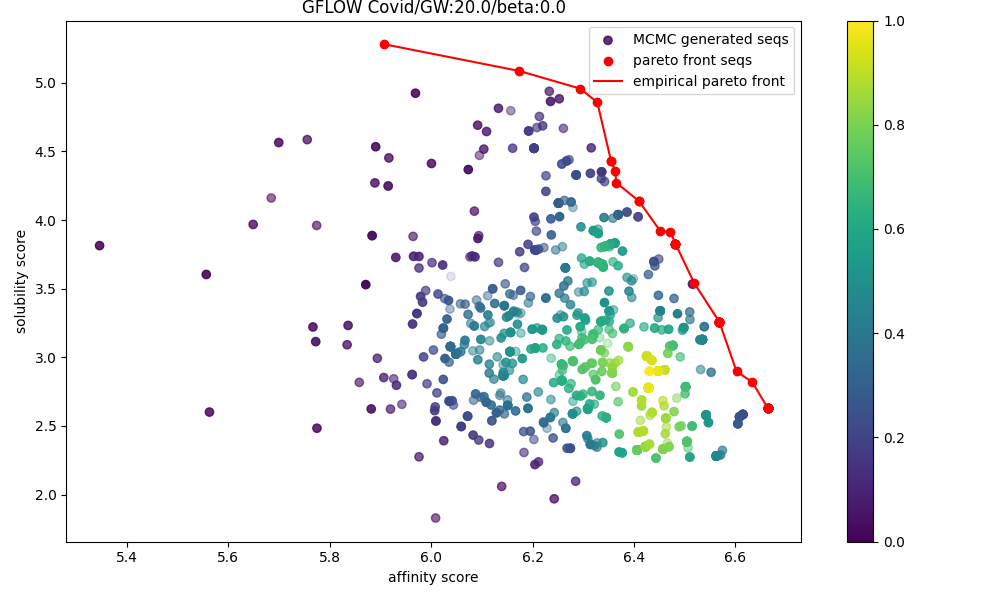 GFLOW Covid/GW:20.0/beta:0.0
MCMC generated seqs
pareto front seqs
empirical pareto front
5.0
4.5
4.0
3.5
3.0
2.5
2.0
solubility score
5.4 5.6 5.8 6.0 6.2 6.4 6.6
affinity score
1.0
0.8
0.6
0.4
0.2
0.0